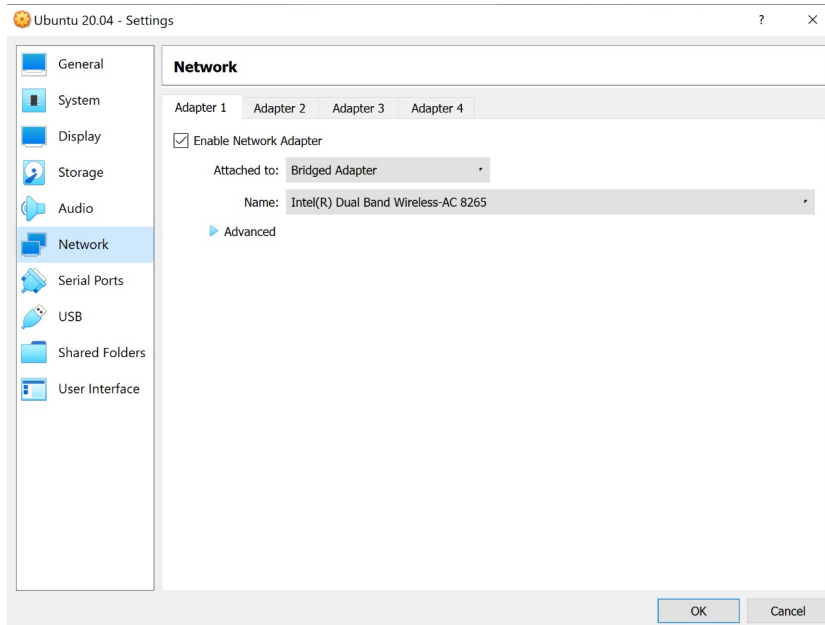 Ubuntu 20.04 - Settings
?
General
System
Display
Storage
Audio
Network
Serial Ports
USB
Shared Folders
User Interface
Network
Adapter 1 Adapter 2 Adapter 3 Adapter 4
Enable Network Adapter
Attached to: Bridged Adapter
Name: Intel(R) Dual Band Wireless-AC 8265
Advanced
OK Cancel